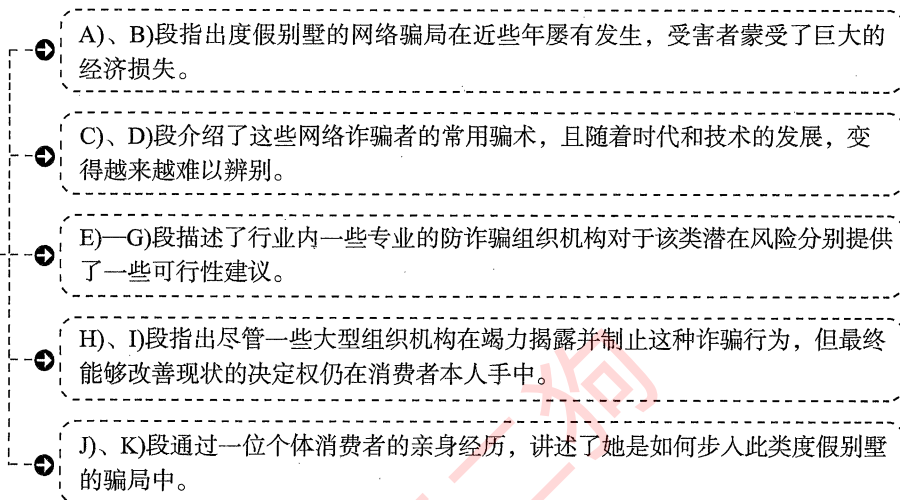 A)、B)段指出度假别墅的网络骗局在近些年屡有发生，受害者蒙受了巨大的
经济损失。
C)、D)段介绍了这些网络诈骗者的常用骗术，且随着时代和技术的发展，变
得越来越难以辨别。
E)—G)段描述了行业内一些专业的防诈骗组织机构对于该类潜在风险分别提供
了一些可行性建议。
H)、I)段指出尽管一些大型组织机构在竭力揭露并制止这种诈骗行为，但最终
能够改善现状的决定权仍在消费者本人手中。
J)、K)段通过一位个体消费者的亲身经历，讲述了她是如何步入此类度假别墅
的骗局中。
二狗